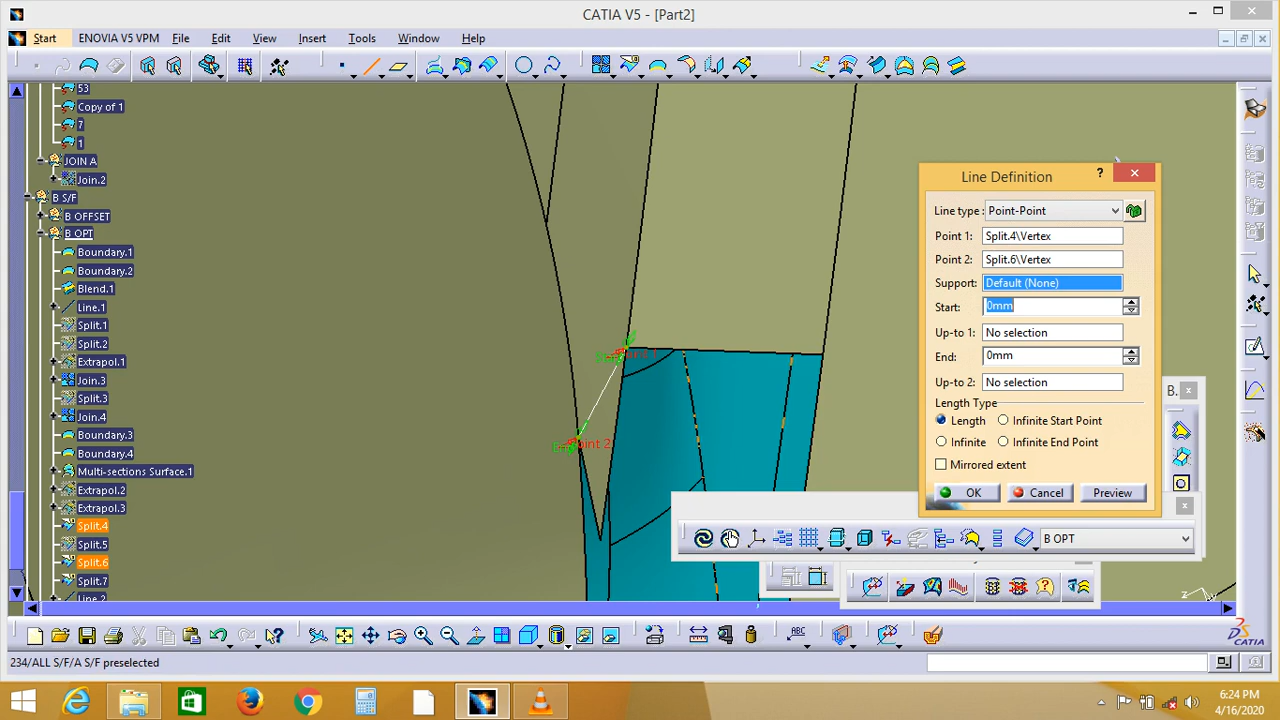 CATIA V5 - [Part2]
Start
ENOVIA V5 VPM
File
Edit
View
Insert
Tools
Window
Help
53
Copy of 1
7
1
JOIN A
Join.2
B S/F
B OFFSET
B OPT
Boundary.1
Boundary.2
Blend.1
Line.1
Split.1
Split.2
Extrapol.1
Join.3
Split.3
Join.4
Boundary.3
Boundary.4
Multi-sections Surface.1
Extrapol.2
Extrapol.3
Split.4
Split.5
Split.6
Split.7
Line.2
Line Definition
?
Line type :
Point-Point
Point 1:
Split.4\Vertex
Point 2:
Split.6\Vertex
Support:
Default (None)
Start:
0mm
Up-to 1:
No selection
End:
0mm
Up-to 2:
No selection
Length Type
Length
Infinite Start Point
Infinite
Infinite End Point
Mirrored extent
OK
Cancel
Preview
B.
B OPT
z
ABC
CATIA
234/ALL S/F/A S/F preselected
6:24 PM
4/16/2020